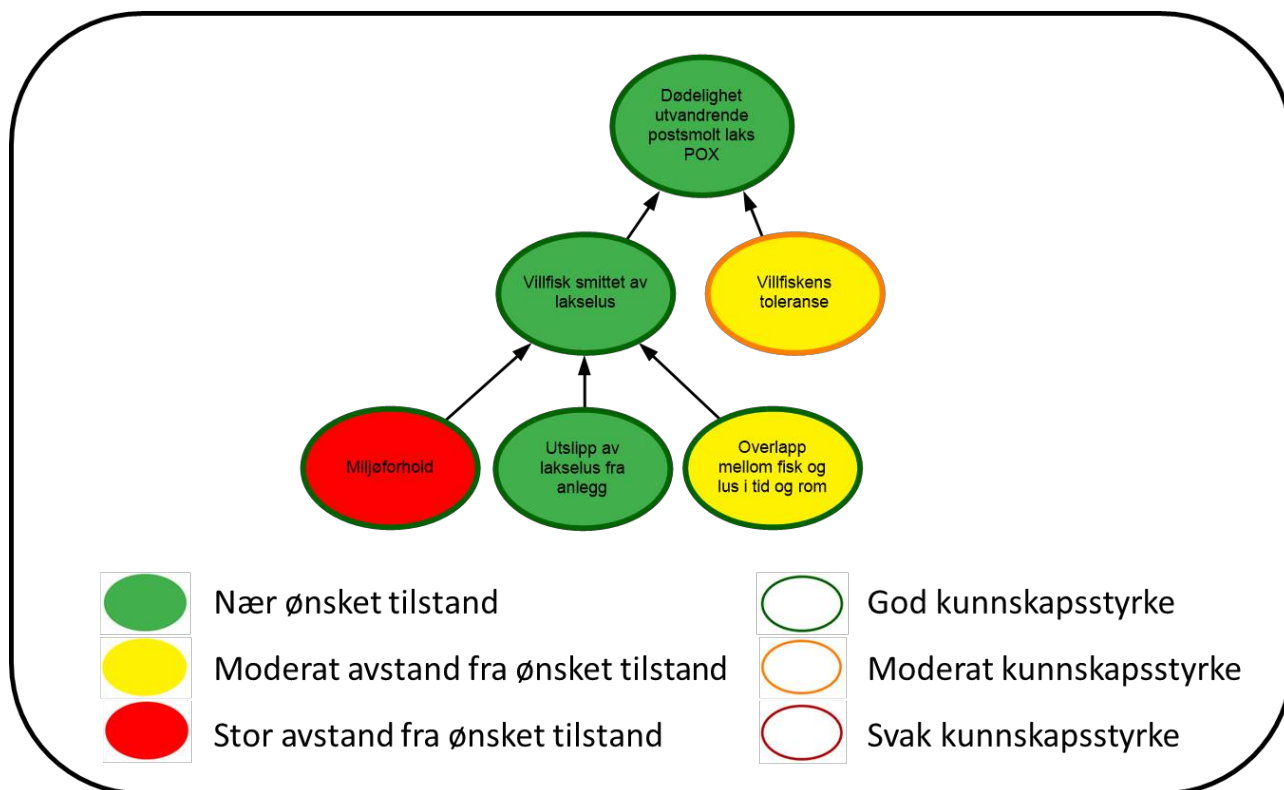 Dødelighet
utvandrende
postsmolt laks
POX
Villfisk smittet av
lakselus
Villfiskens
toleranse
Miljøforhold
Utslipp av
lakselus fra
anlegg
Overlapp
mellom fisk og
lus i tid og rom
Nær ønsket tilstand
God kunnskapsstyrke
Moderat avstand fra ønsket tilstand
Moderat kunnskapsstyrke
Stor avstand fra ønsket tilstand
Svak kunnskapsstyrke